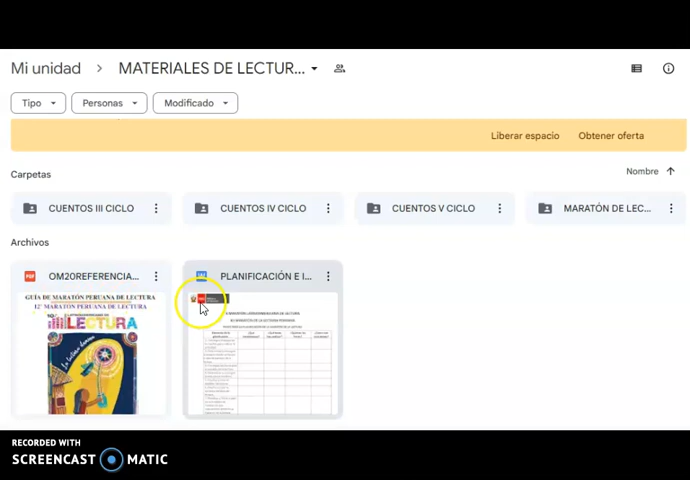 Mi unidad > MATERIALES DE LECTUR...
Tipo Personas Modificado
Liberar espacio Obtener oferta
Carpetas Nombre
CUENTOS III CICLO CUENTOS IV CICLO CUENTOS V CICLO MARATÓN DE LEC...
Archivos
OM20REFERENCIA... PLANIFICACIÓN E I...
GUÍA DE MARATÓN PERUANA DE LECTURA
12° MARATÓN PERUANA DE LECTURA
LECTURA
RECORDED WITH
SCREENCAST MATIC